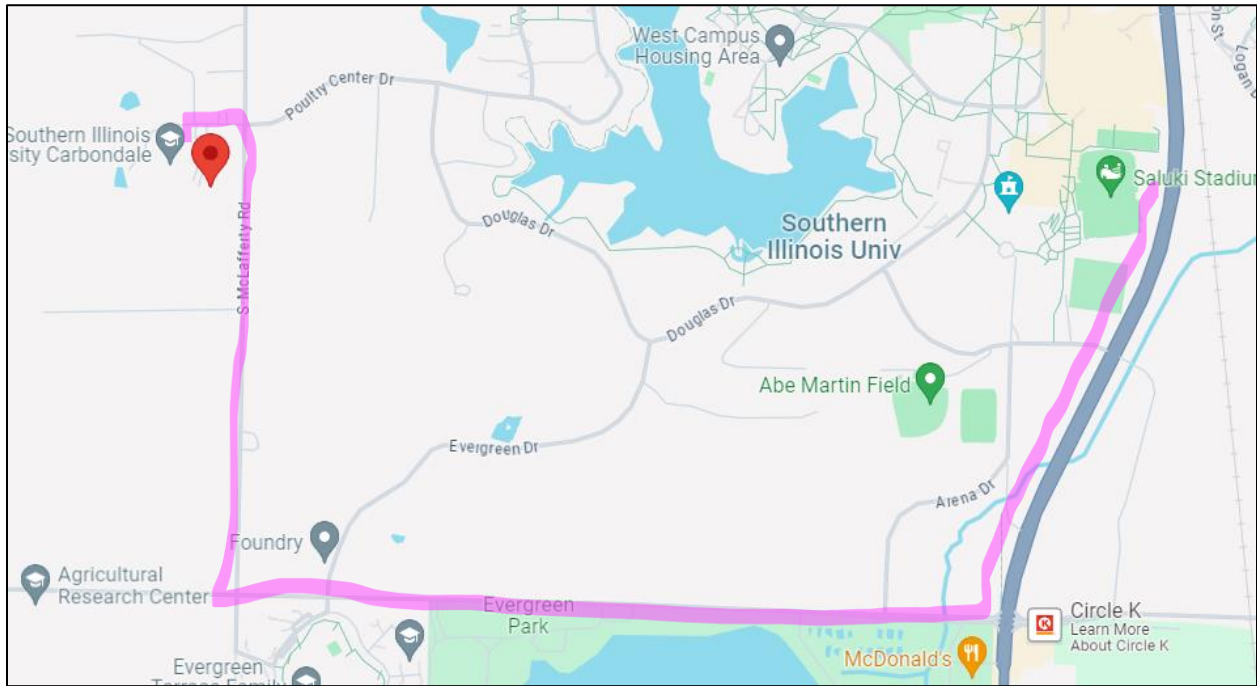 West Campus
Housing Area
Poultry Center Dr
Southern Illinois
sity Carbondale
Logan
Saluki Stadiur
Southern
Illinois Univ
Douglas Dr
S McLafferty Rd
Douglas Dr
Abe Martin Field
Evergreen Dr
Arena Dr
Foundry
Agricultural
Research Center
Evergreen
Park
Circle K
Learn More
About Circle K
McDonald's
Evergreen